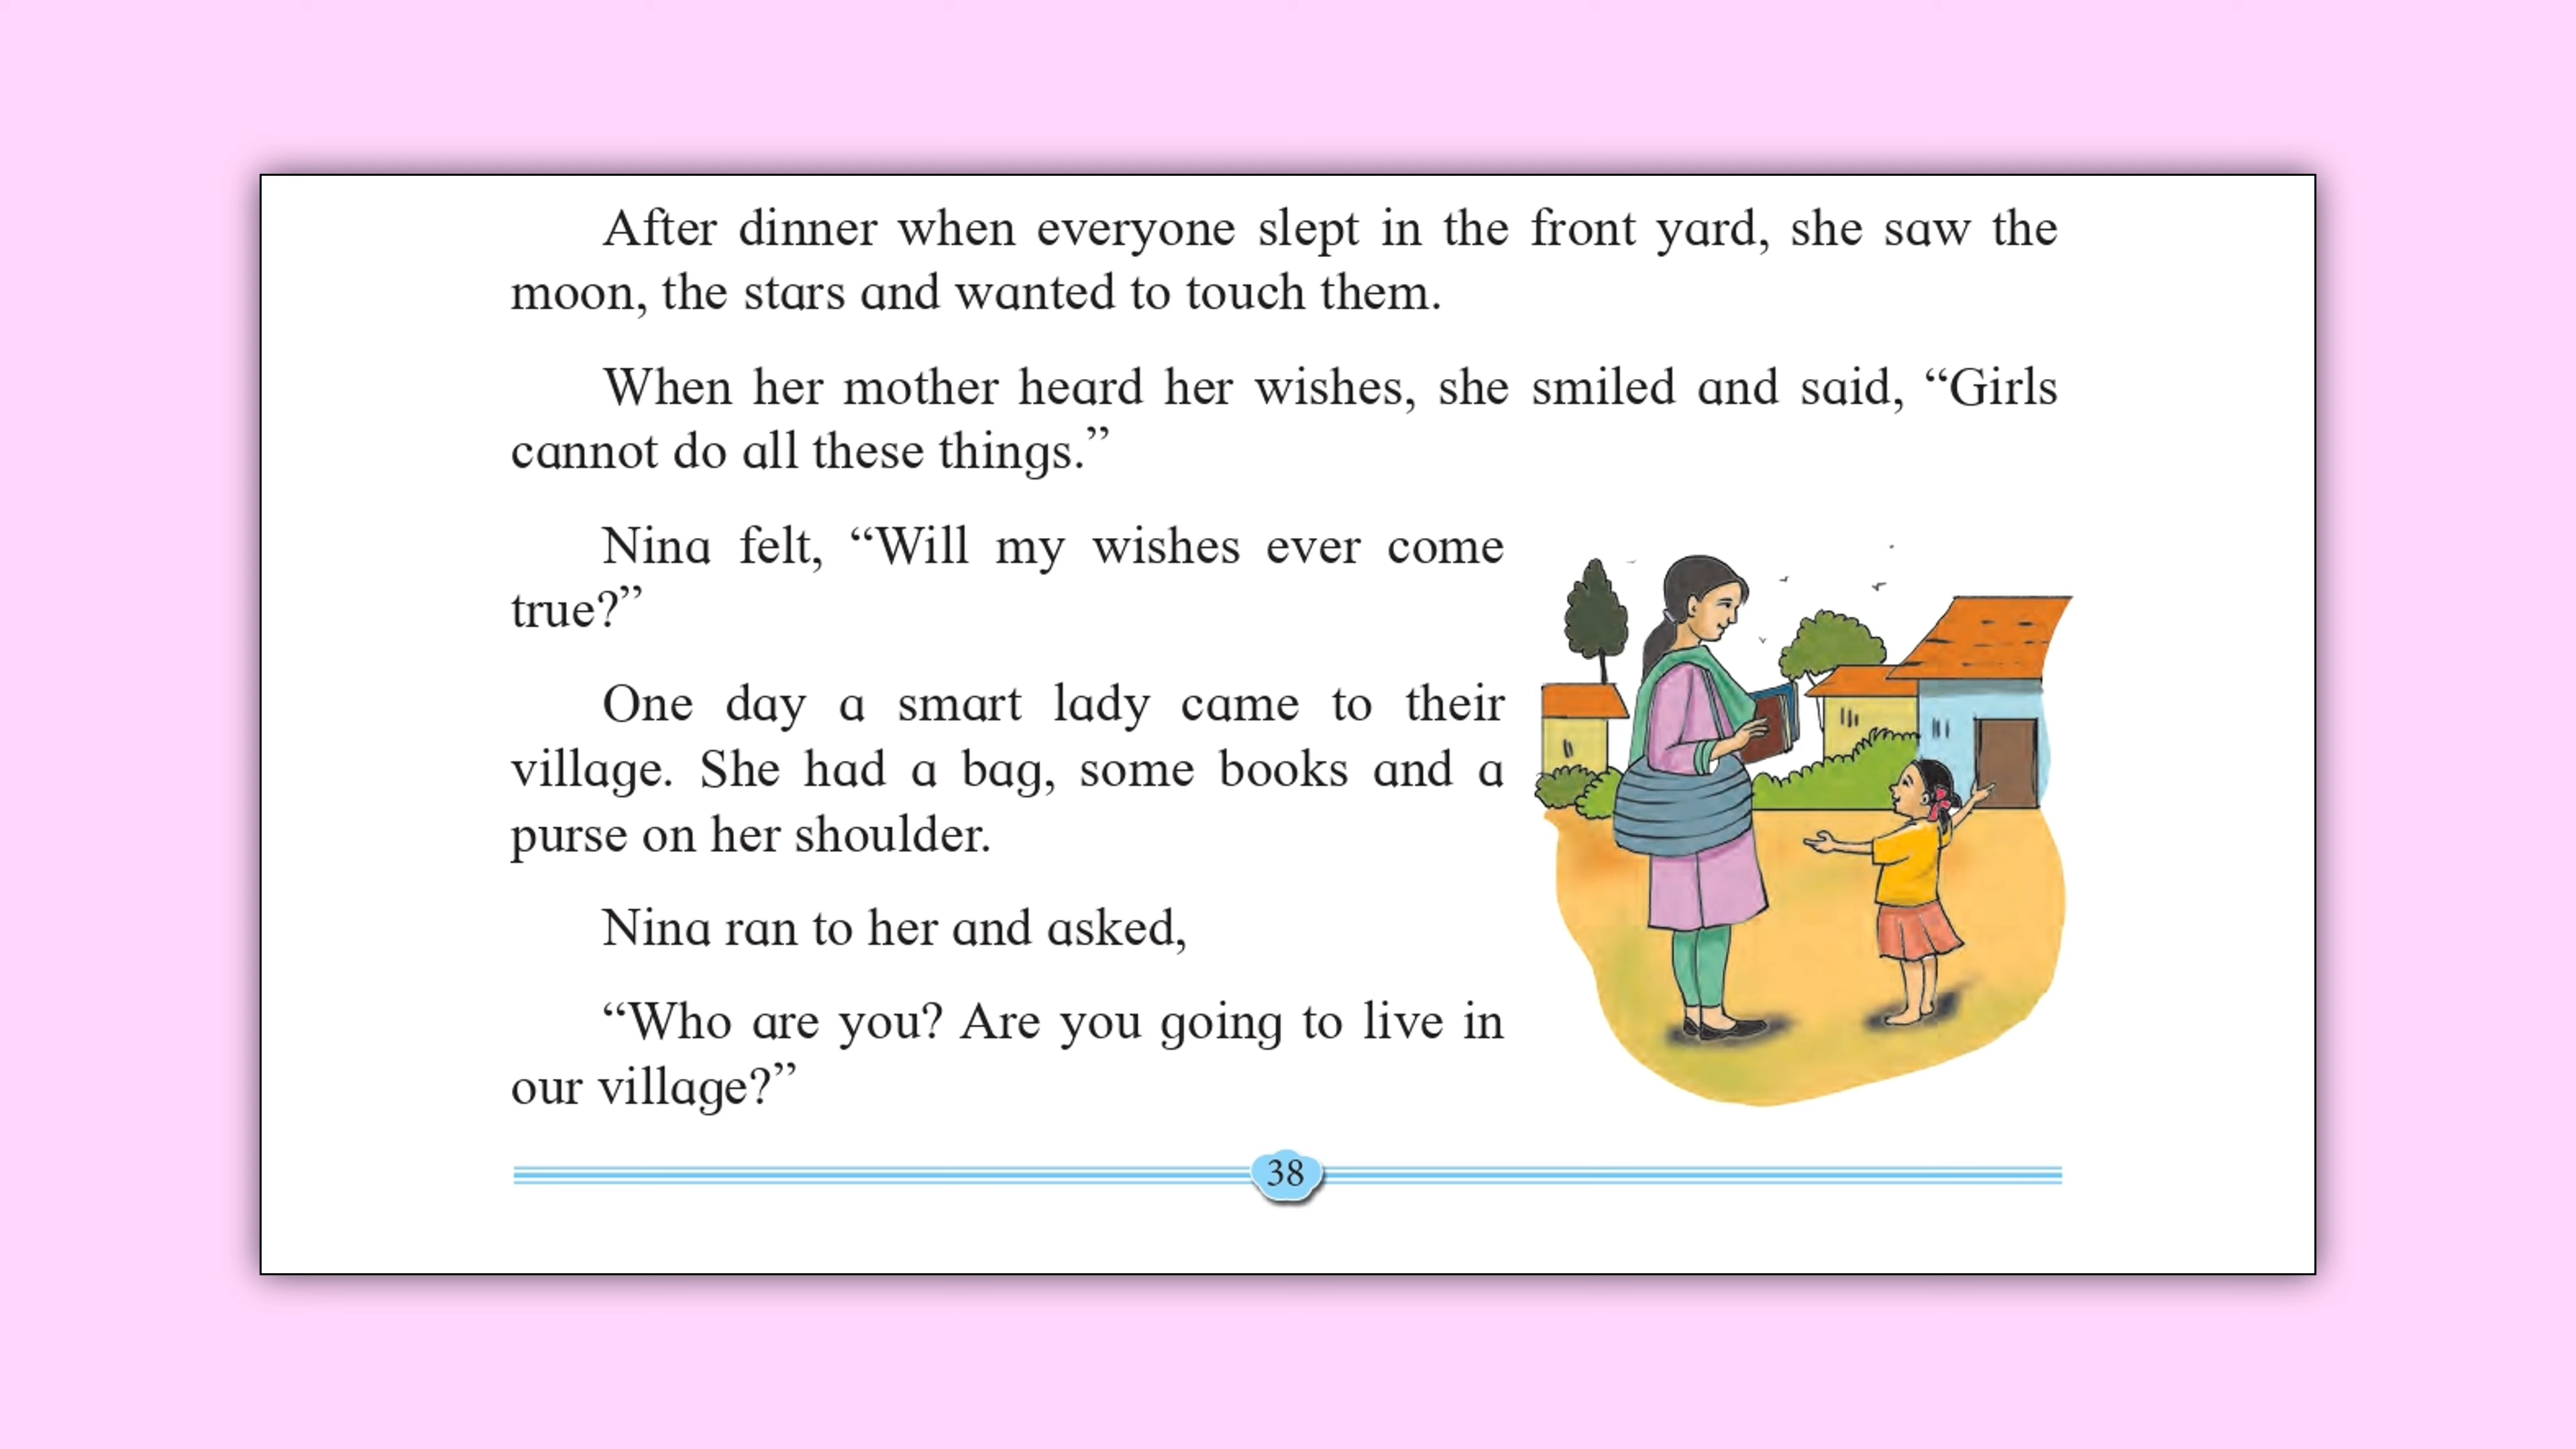 After dinner when everyone slept in the front yard, she saw the
moon, the stars and wanted to touch them.
When her mother heard her wishes, she smiled and said, “Girls
cannot do all these things.”
Nina felt, “Will my wishes ever come
true?”
One day a smart lady came to their
village. She had a bag, some books and a
purse on her shoulder.
Nina ran to her and asked,
“Who are you? Are you going to live in
our village?”
38